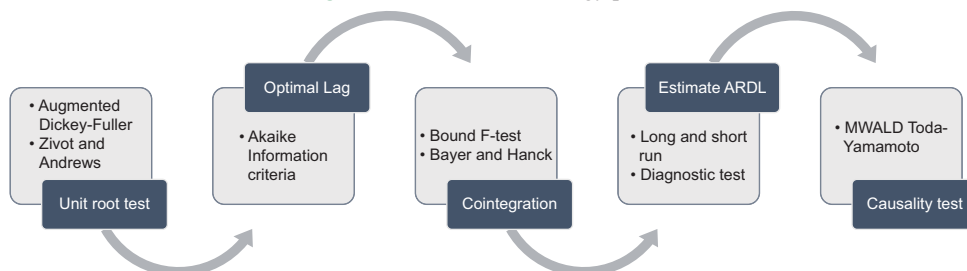 • Augmented
Dickey-Fuller
• Zivot and
Andrews
Unit root test
Optimal Lag
• Akaike
Information
criteria
• Bound F-test
• Bayer and Hanck
Cointegration
Estimate ARDL
• Long and short
run
• Diagnostic test
• MWALD Toda-
Yamamoto
Causality test